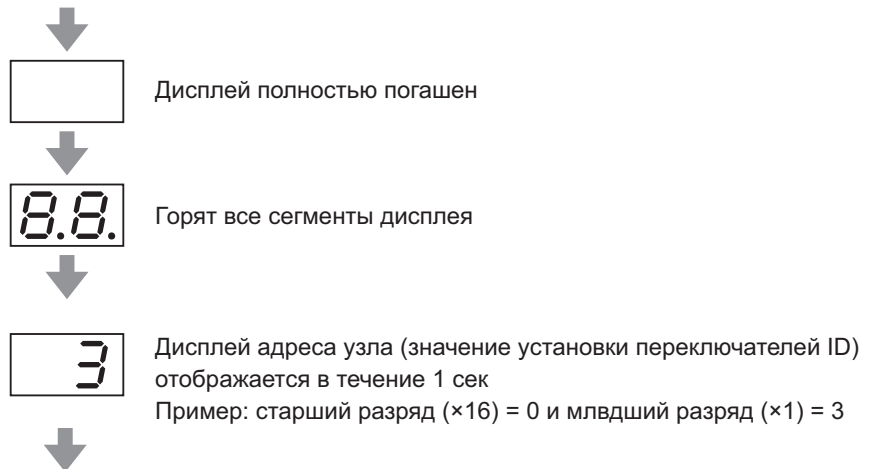 Дисплей полностью погашен
8.8.
Горят все сегменты дисплея
3
Дисплей адреса узла (значение установки переключателей ID)
отображается в течение 1 сек
Пример: старший разряд (×16) = 0 и млвдший разряд (×1) = 3